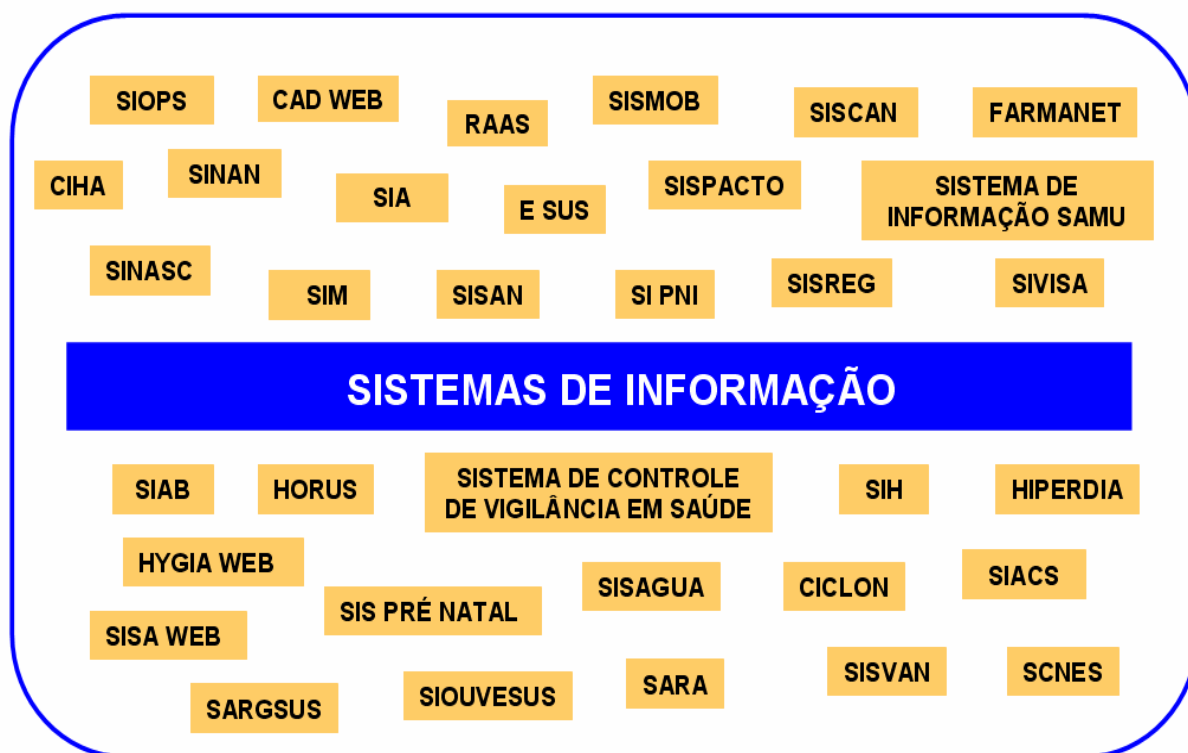 SIOPS
CAD WEB
RAAS
SISMOB
SISCAN
FARMANET
CIHA
SINAN
SIA
E SUS
SISPACTO
SISTEMA DE
INFORMAÇÃO SAMU
SINASC
SIM
SISAN
SI PNI
SISREG
SIVISA
SISTEMAS DE INFORMAÇÃO
SIAB
HORUS
SISTEMA DE CONTROLE
DE VIGILÂNCIA EM SAÚDE
SIH
HIPERDIA
HYGIA WEB
SIS PRÉ NATAL
SISAGUA
CICLON
SIACS
SISA WEB
SARGSUS
SIOUVESUS
SARA
SISVAN
SCNES